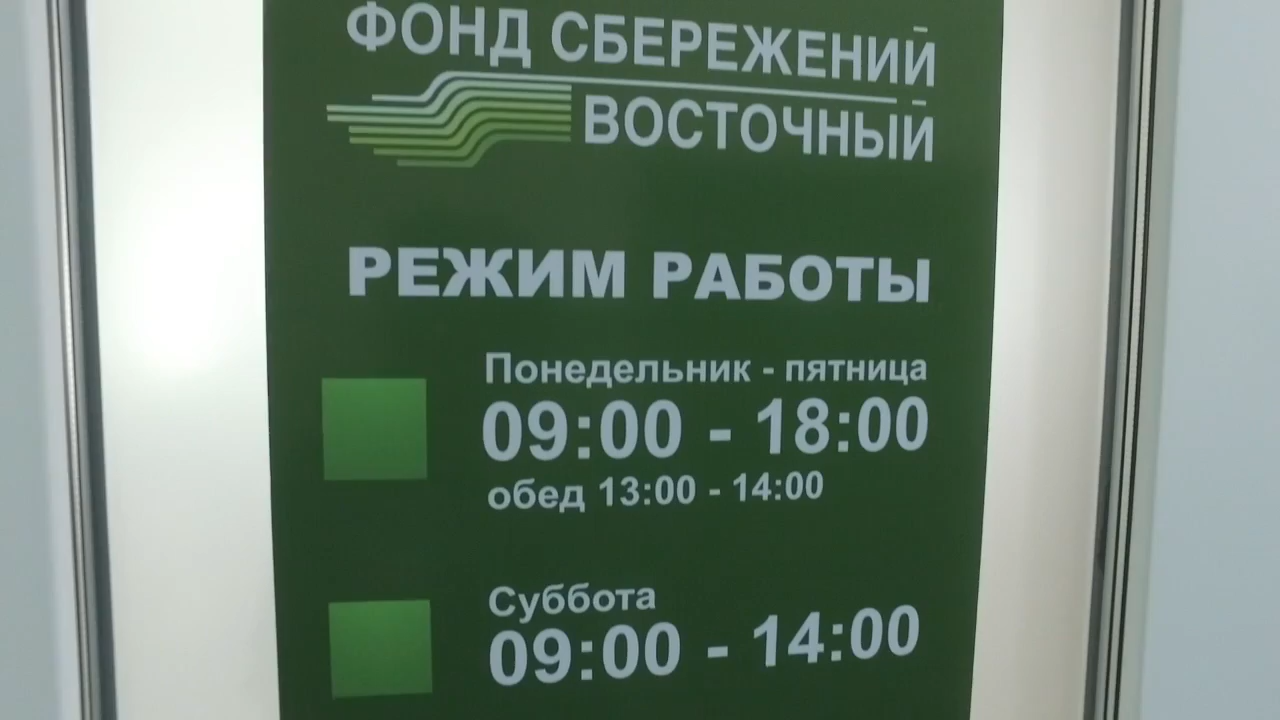 ФОНД СБЕРЕЖЕНИЙ
ВОСТОЧНЫЙ
РЕЖИМ РАБОТЫ
Понедельник - пятница
09:00 - 18:00
обед 13:00 - 14:00
Суббота
09:00 - 14:00